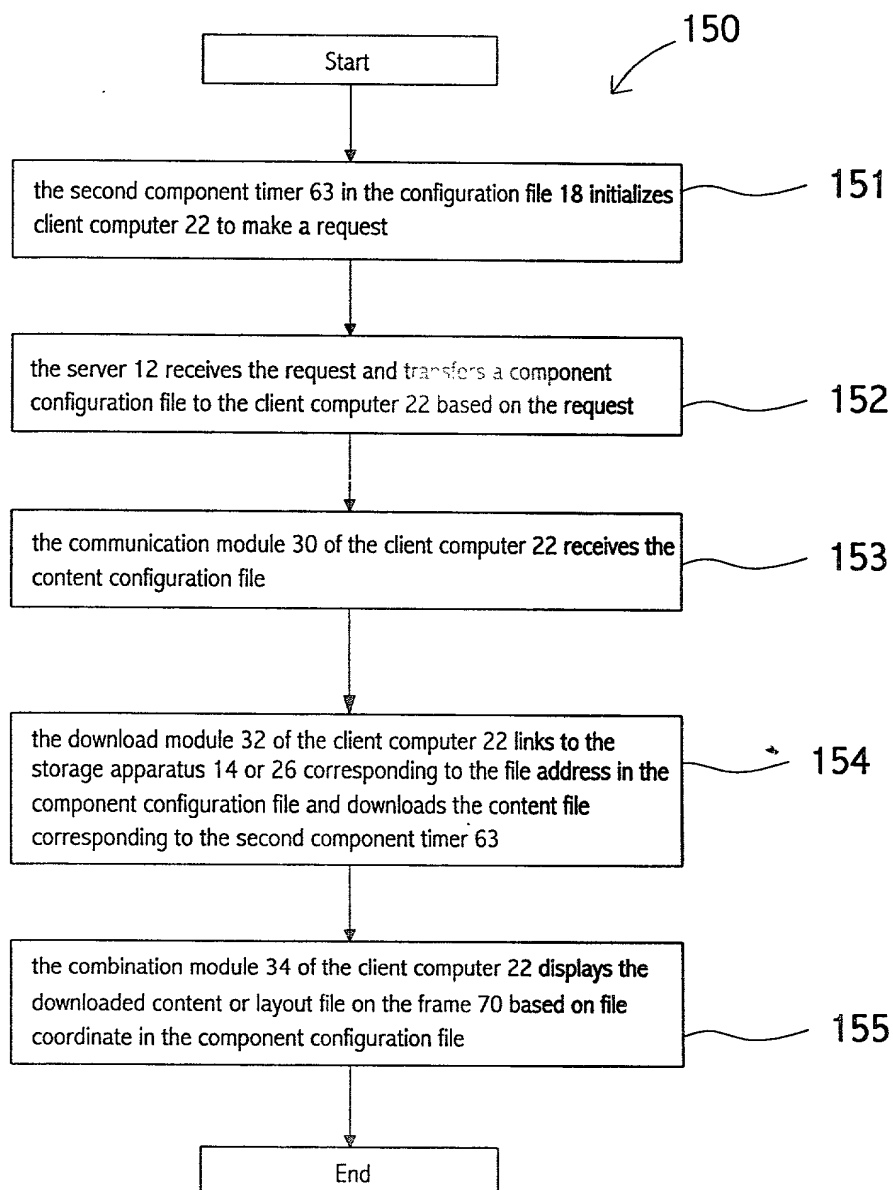 150
Start
the second component timer 63 in the configuration file 18 initializes
client computer 22 to make a request
151
the server 12 receives the request and transfers a component
configuration file to the client computer 22 based on the request
152
the communication module 30 of the client computer 22 receives the
content configuration file
153
the download module 32 of the client computer 22 links to the
storage apparatus 14 or 26 corresponding to the file address in the
component configuration file and downloads the content file
corresponding to the second component timer 63
154
the combination module 34 of the client computer 22 displays the
downloaded content or layout file on the frame 70 based on file
coordinate in the component configuration file
155
End